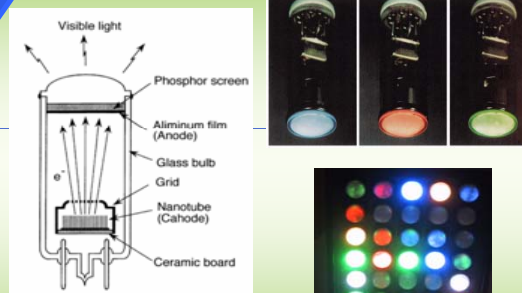 Visible light
Phosphor screen
Aliminum film
(Anode)
Glass bulb
e-
Grid
Nanotube
(Cahode)
Ceramic board